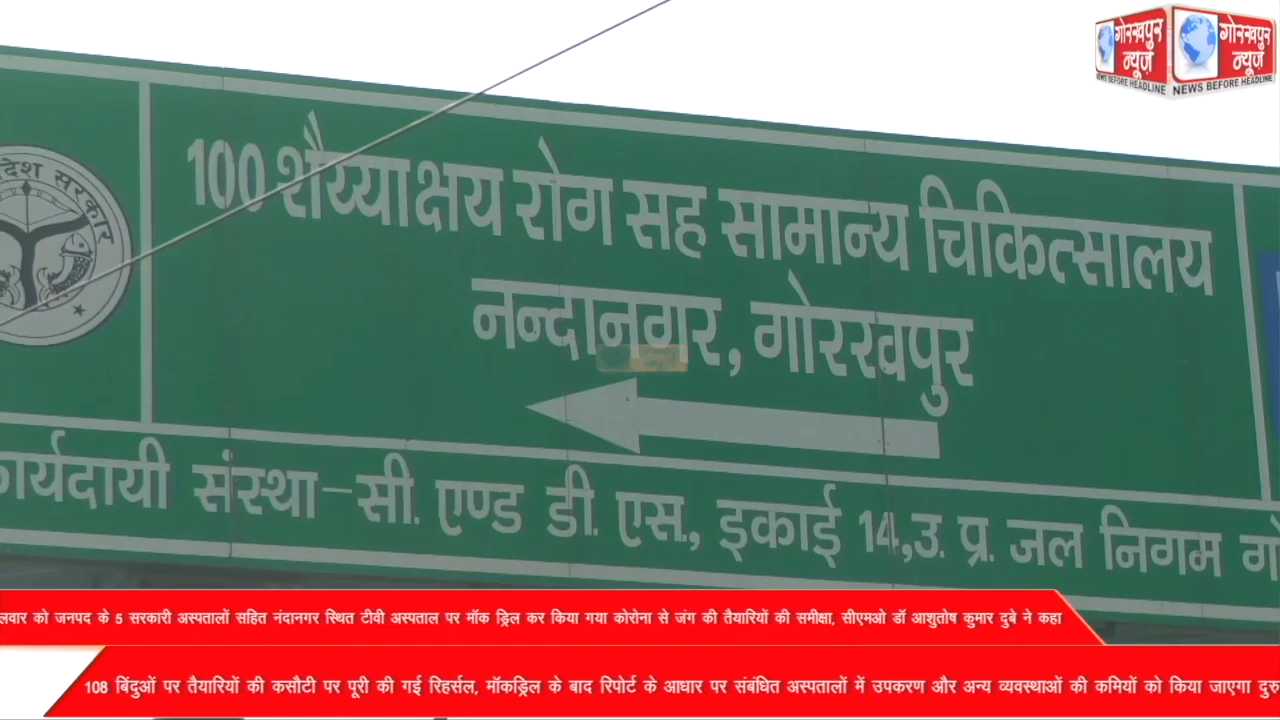 गोरखपुर न्यूज़ NEWS BEFORE HEADLINE
गोरखपुर न्यूज़ NEWS BEFORE HEADLINE
देश सरकार
100 शैय्या क्षय रोग सह सामान्य चिकित्सालय
नन्दानगर, गोरखपुर
कार्यदायी संस्था-सी. एण्ड डी. एस., इकाई 14, उ. प्र. जल निगम गो
लवार को जनपद के 5 सरकारी अस्पतालों सहित नंदानगर स्थित टीवी अस्पताल पर मॉक ड्रिल कर किया गया कोरोना से जंग की तैयारियों की समीक्षा, सीएमओ डॉ आशुतोष कुमार दुबे ने कहा
108 बिंदुओं पर तैयारियों की कसौटी पर पूरी की गई रिहर्सल, मॉकड्रिल के बाद रिपोर्ट के आधार पर संबंधित अस्पतालों में उपकरण और अन्य व्यवस्थाओं की कमियों को किया जाएगा दुरु